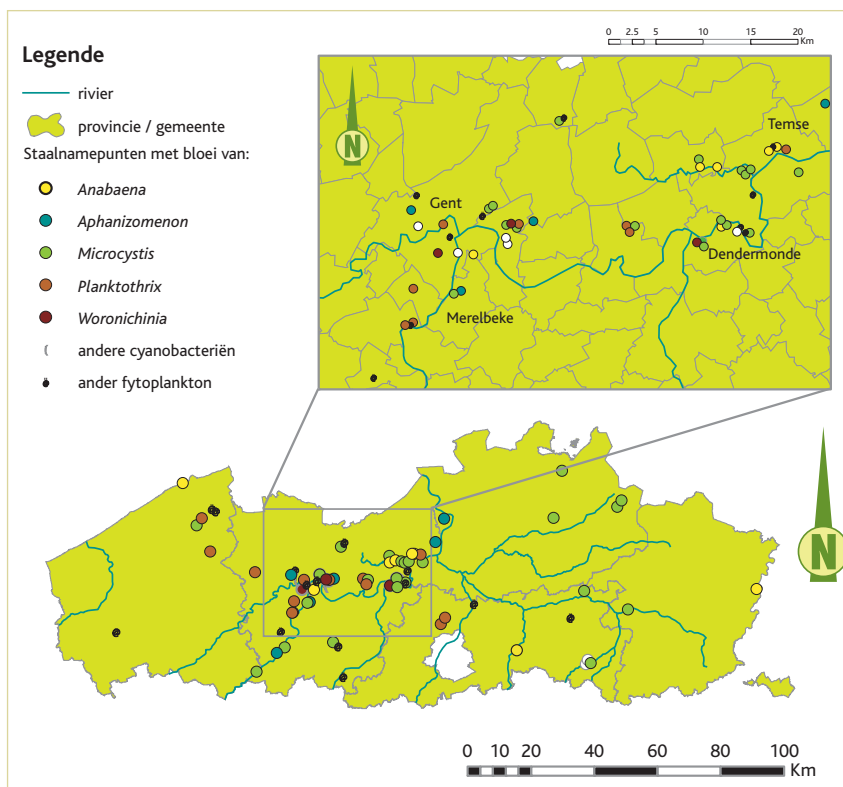 Legende
rivier
provincie / gemeente
Staalnamepunten met bloei van:
Anabaena
Aphanizomenon
Microcystis
Planktothrix
Woronichinia
andere cyanobacteriën
ander fytoplankton
0 2.5 5 10 15 20
Km
N
Temse
Gent
Dendermonde
Merelbeke
N
0 10 20 40 60 80 100
Km